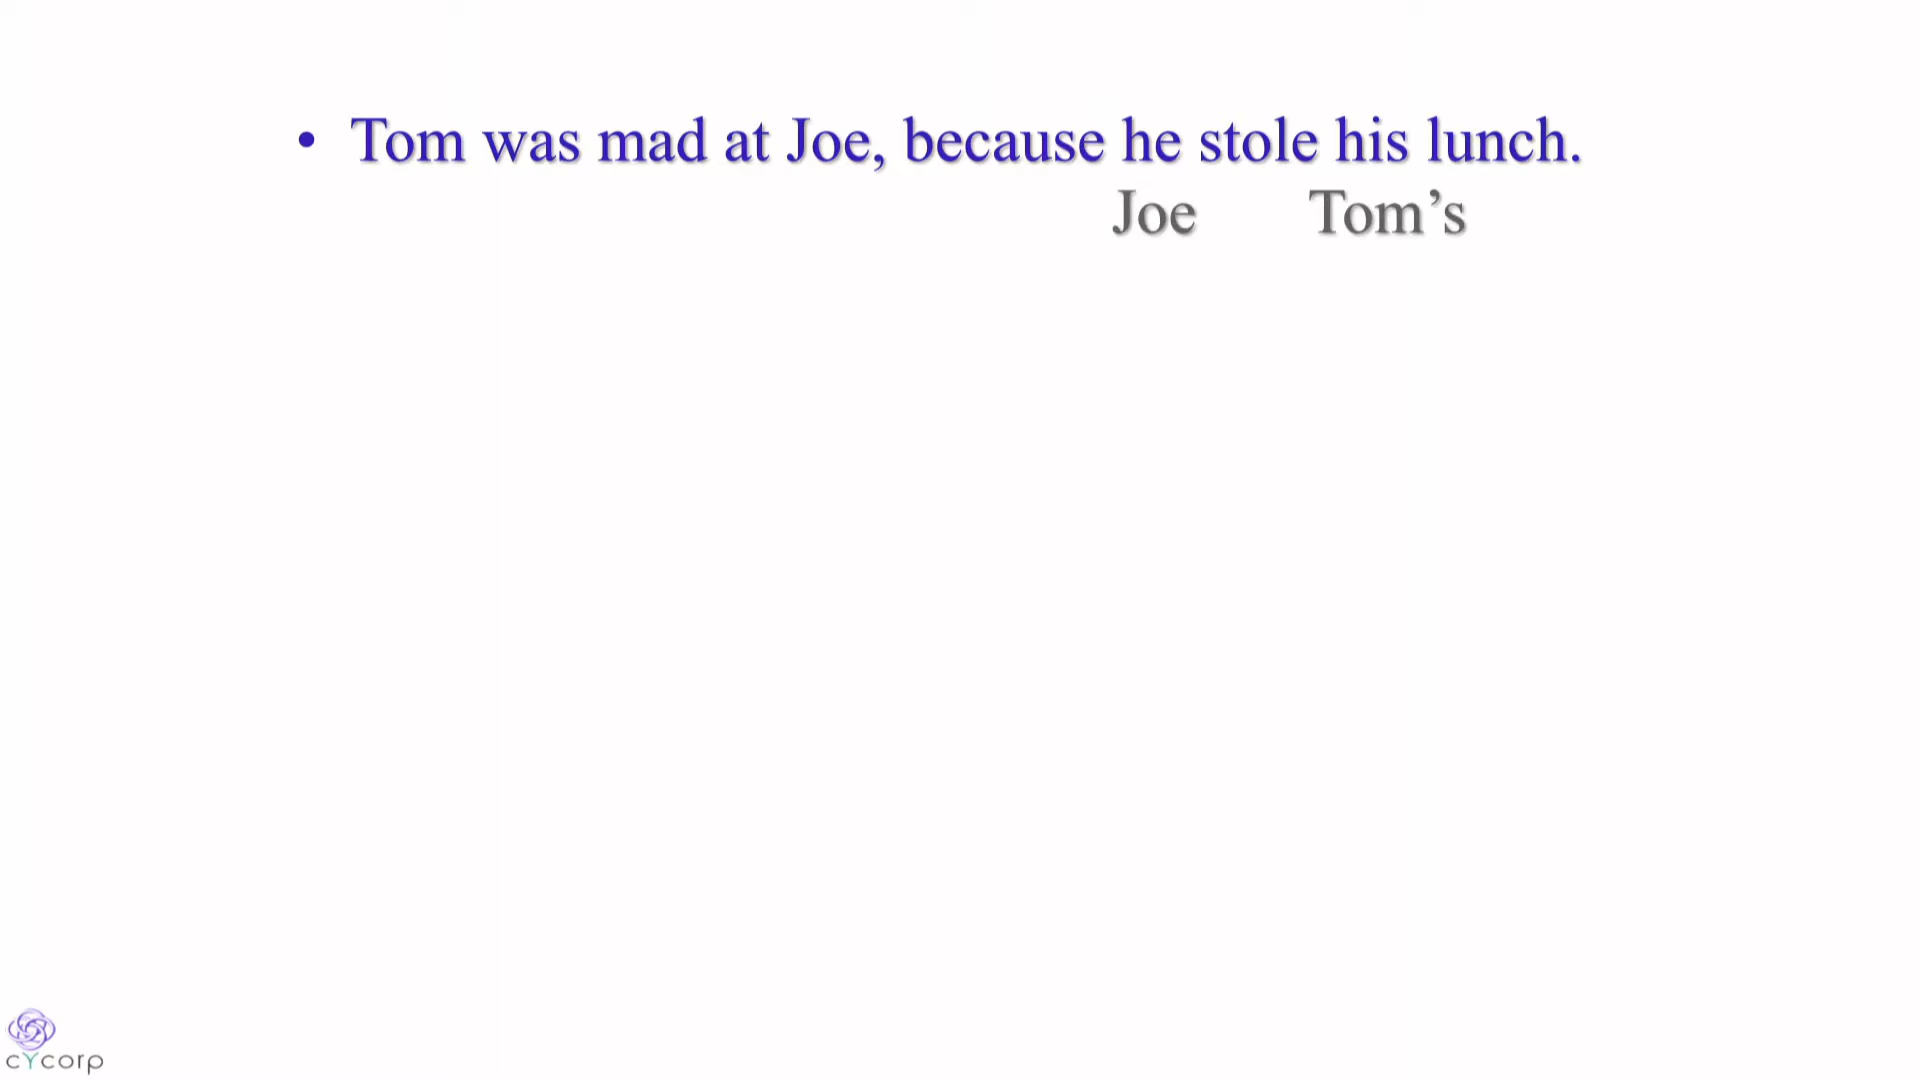 • Tom was mad at Joe, because he stole his lunch.
Joe Tom’s
cYcorp